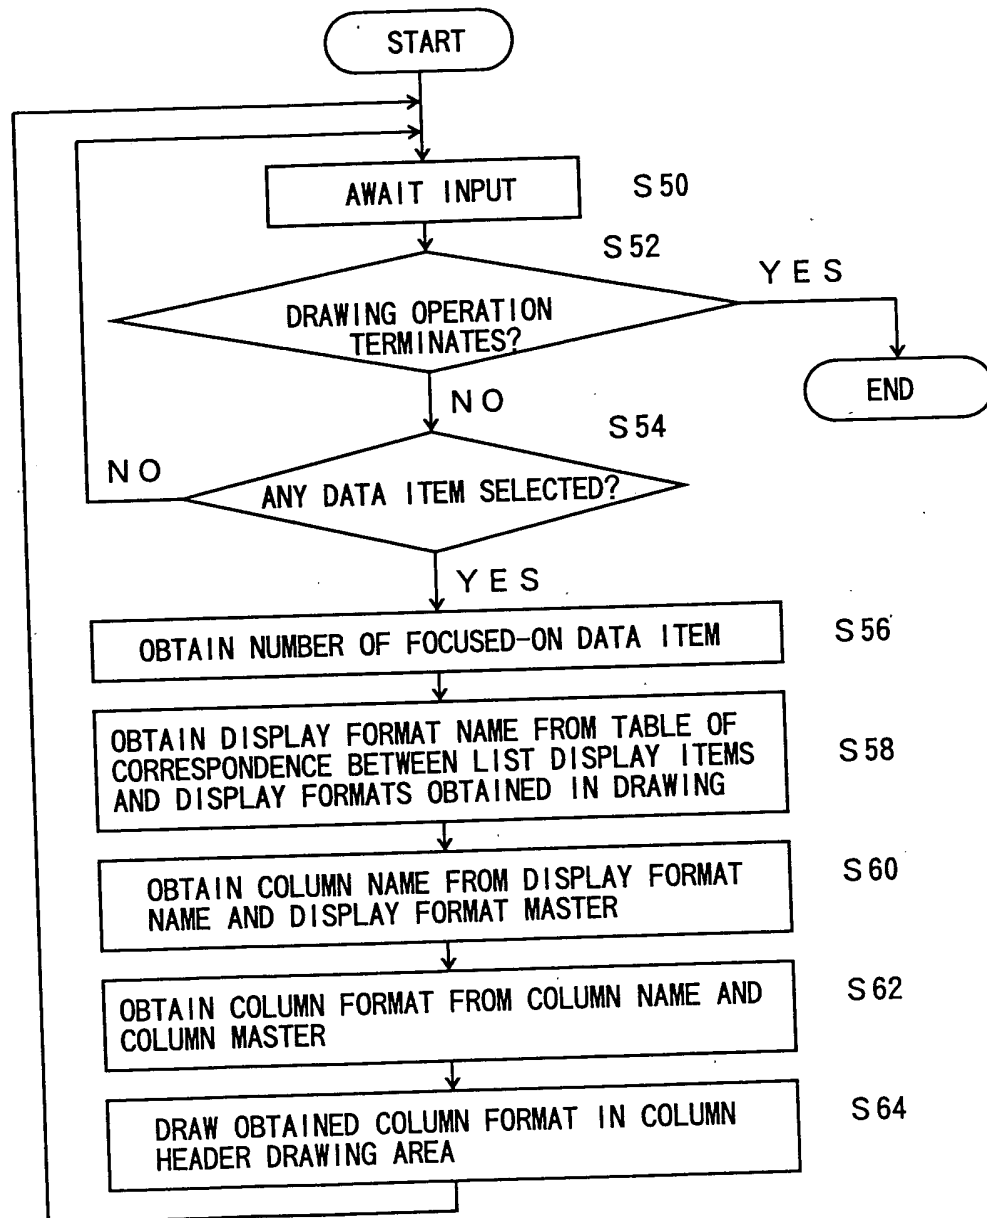 START
AWAIT INPUT
S50
S52
YES
DRAWING OPERATION
TERMINATES?
END
NO
S54
NO
ANY DATA ITEM SELECTED?
YES
OBTAIN NUMBER OF FOCUSED-ON DATA ITEM
S56
OBTAIN DISPLAY FORMAT NAME FROM TABLE OF
CORRESPONDENCE BETWEEN LIST DISPLAY ITEMS
AND DISPLAY FORMATS OBTAINED IN DRAWING
S58
OBTAIN COLUMN NAME FROM DISPLAY FORMAT
NAME AND DISPLAY FORMAT MASTER
S60
OBTAIN COLUMN FORMAT FROM COLUMN NAME AND
COLUMN MASTER
S62
DRAW OBTAINED COLUMN FORMAT IN COLUMN
HEADER DRAWING AREA
S64